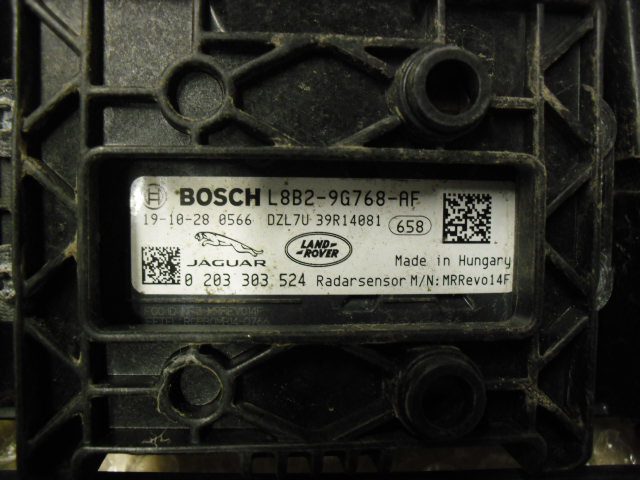 BOSCH L8B2-9G768-AF
19-10-28 0566 DZL7U 39R14081 658
JAGUAR LAND-ROVER Made in Hungary
0 203 303 524 Radarsensor M/N:MRRevo14F